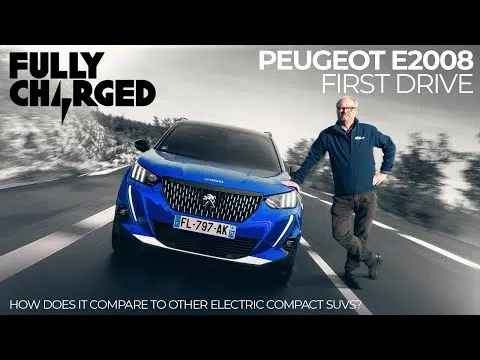 FULLY
CHARGED
PEUGEOT E2008
FIRST DRIVE
FL-797-AK
HOW DOES IT COMPARE TO OTHER ELECTRIC COMPACT SUVS?